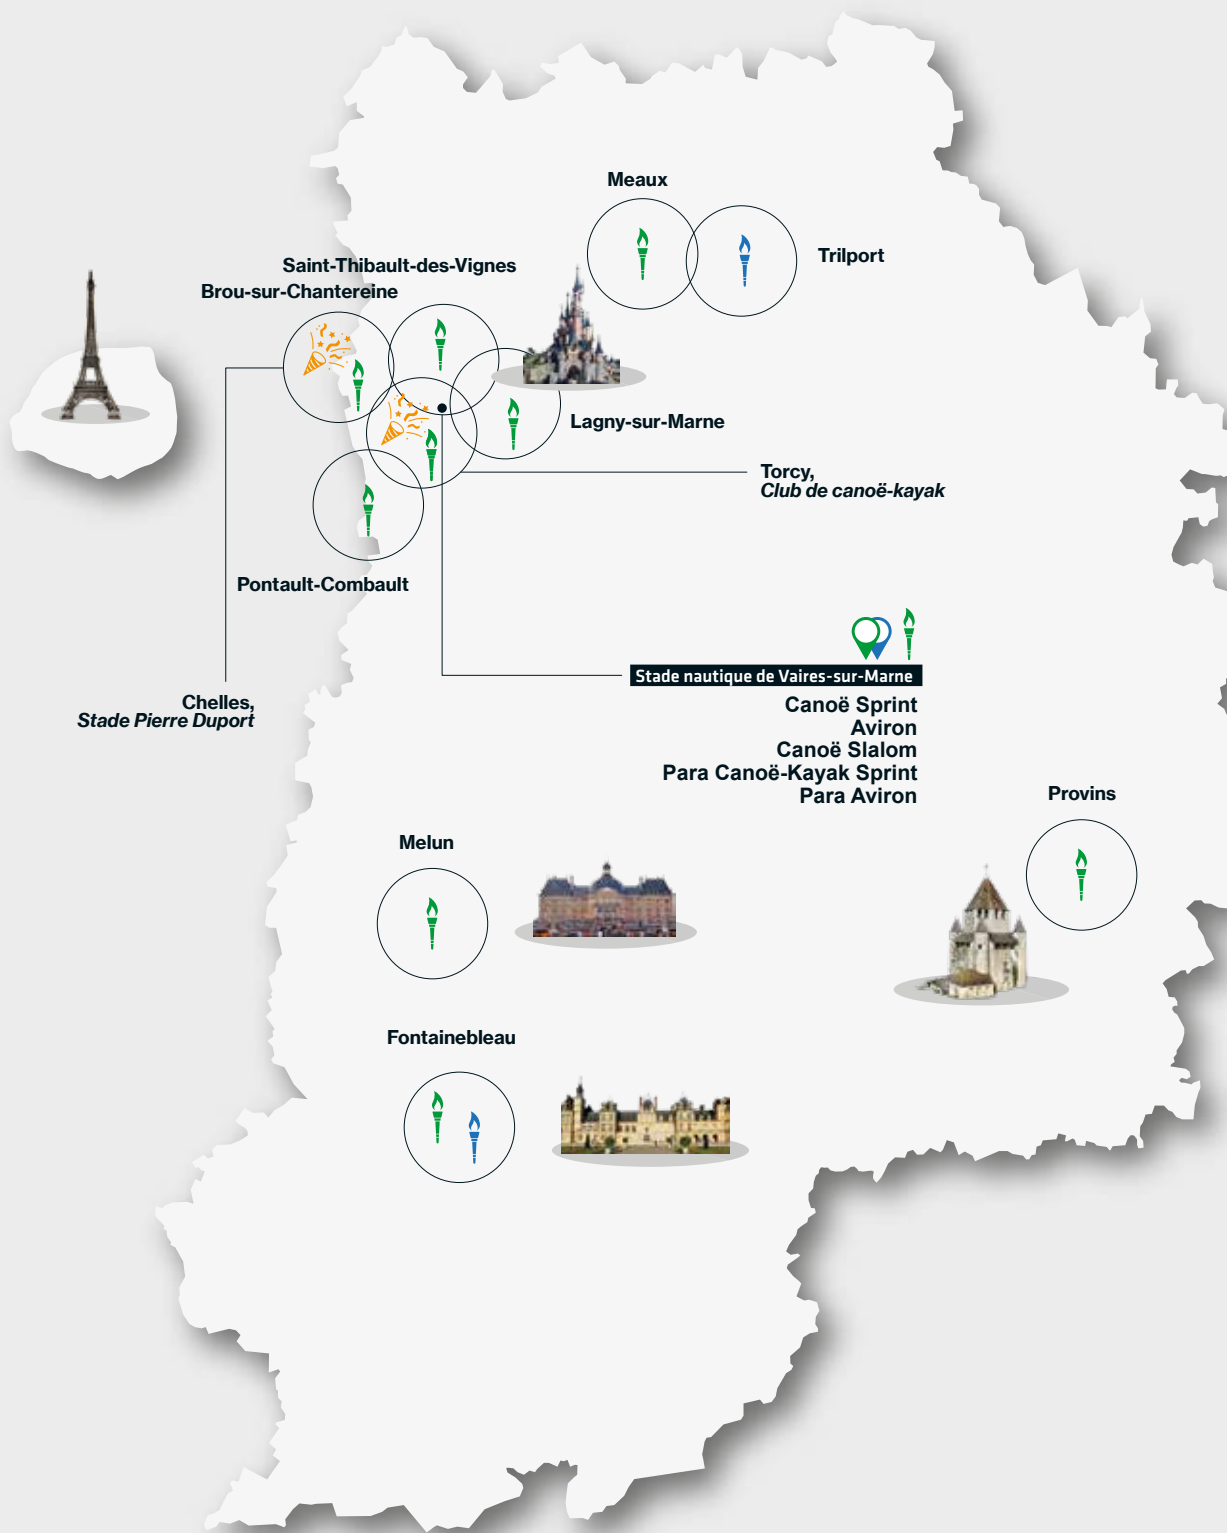 Meaux
Trilport
Saint-Thibault-des-Vignes
Brou-sur-Chantereine
Lagny-sur-Marne
Torcy,
Club de canoë-kayak
Pontault-Combault
Stade nautique de Vaires-sur-Marne
Chelles,
Stade Pierre Duport
Canoë Sprint
Aviron
Canoë Slalom
Para Canoë-Kayak Sprint
Para Aviron
Provins
Melun
Fontainebleau